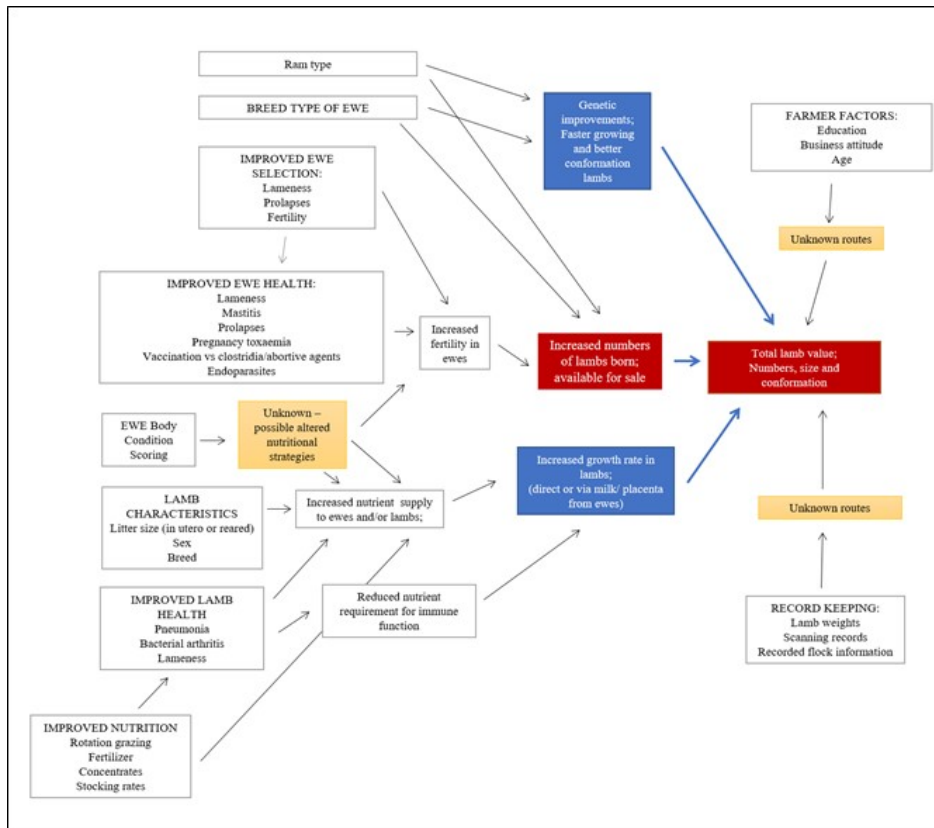 Ram type
BREED TYPE OF EWE
IMPROVED EWE
SELECTION:
Lameness
Prolapses
Fertility
IMPROVED EWE HEALTH:
Lameness
Mastitis
Prolapses
Pregnancy toxaemia
Vaccination vs clostridia/abortive agents
Endoparasites
EWE Body
Condition
Scoring
Unknown –
possible altered
nutritional
strategies
LAMB
CHARACTERISTICS
Litter size (in utero or reared)
Sex
Breed
IMPROVED LAMB
HEALTH
Pneumonia
Bacterial arthritis
Lameness
IMPROVED NUTRITION
Rotation grazing
Fertilizer
Concentrates
Stocking rates
Increased
fertility in
ewes
Increased nutrient supply
to ewes and/or lambs;
Reduced nutrient
requirement for immune
function
Genetic
improvements;
Faster growing
and better
conformation
lambs
Increased numbers
of lambs born;
available for sale
Increased growth rate in
lambs;
(direct or via milk/ placenta
from ewes)
FARMER FACTORS:
Education
Business attitude
Age
Unknown routes
Total lamb value;
Numbers, size and
conformation
Unknown routes
RECORD KEEPING:
Lamb weights
Scanning records
Recorded flock information